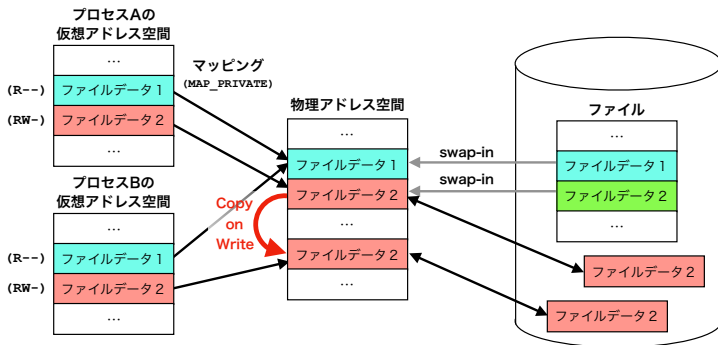 プロセスAの
仮想アドレス空間
…
(R--)
ファイルデータ1
(RW-)
ファイルデータ2
…
マッピング
(MAP_PRIVATE)
プロセスBの
仮想アドレス空間
…
(R--)
ファイルデータ1
(RW-)
ファイルデータ2
…
物理アドレス空間
…
ファイルデータ1
ファイルデータ2
…
ファイルデータ2
…
Copy
on
Write
swap-in
swap-in
ファイル
…
ファイルデータ1
ファイルデータ2
…
ファイルデータ2
ファイルデータ2